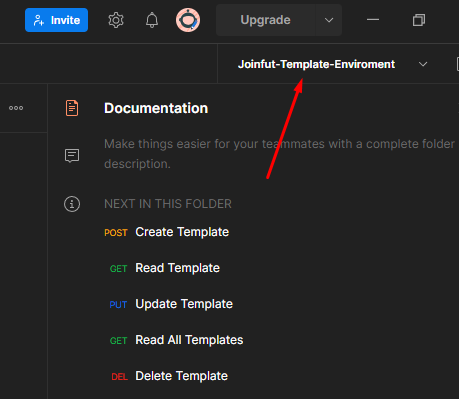 Invite
Upgrade
Joinfut-Template-Enviroment
Documentation
Make things easier for your teammates with a complete folder
description.
NEXT IN THIS FOLDER
POST Create Template
GET Read Template
PUT Update Template
GET Read All Templates
DEL Delete Template